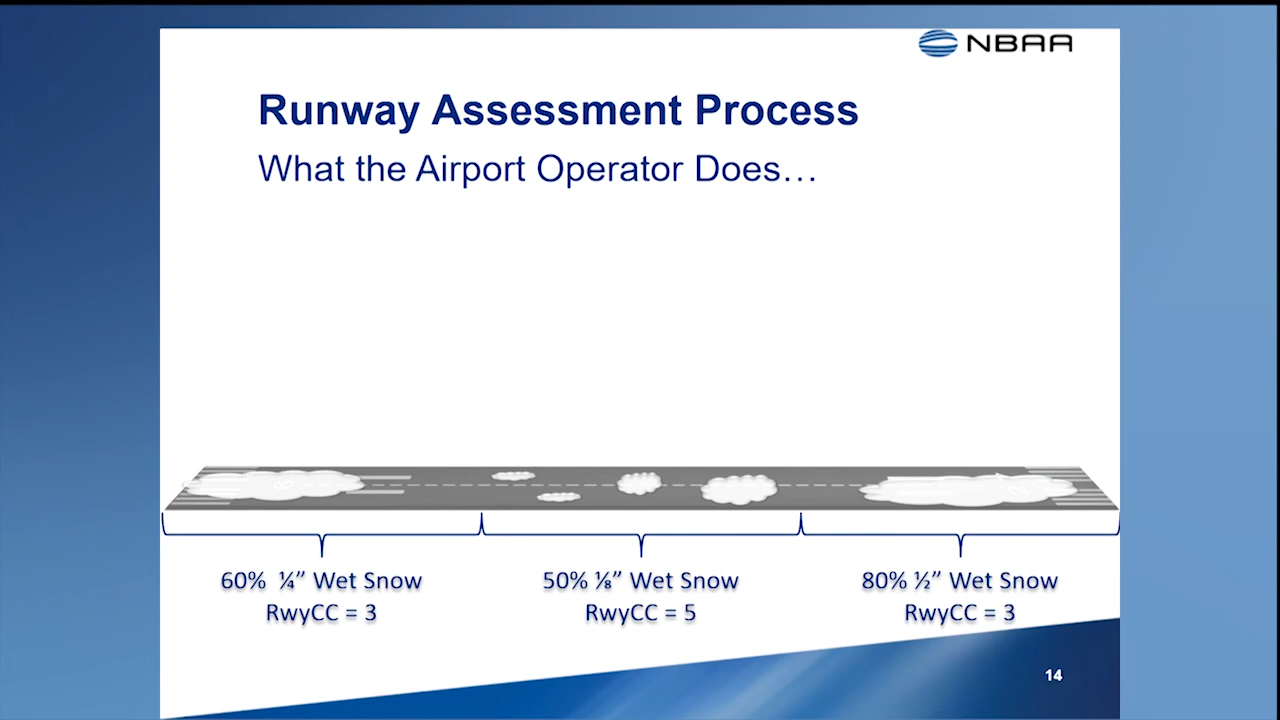 NBAA
Runway Assessment Process
What the Airport Operator Does…
60% ¼” Wet Snow
RwyCC = 3
50% ⅛” Wet Snow
RwyCC = 5
80% ½” Wet Snow
RwyCC = 3
14